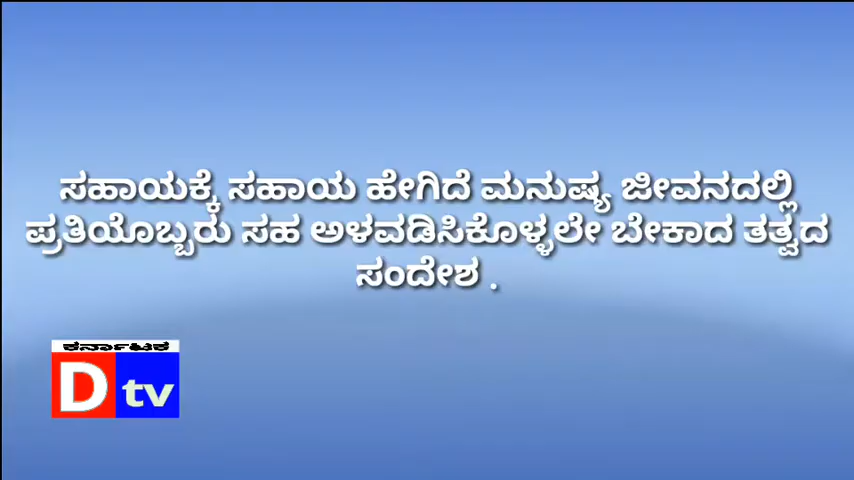 ಸಹಾಯಕ್ಕೆ ಸಹಾಯ ಹೇಗಿದೆ ಮನುಷ್ಯ ಜೀವನದಲ್ಲಿ
ಪ್ರತಿಯೊಬ್ಬರು ಸಹ ಅಳವಡಿಸಿಕೊಳ್ಳಲೇ ಬೇಕಾದ ತತ್ವದ
ಸಂದೇಶ .
ಕರ್ನಾಟಕ
D tv